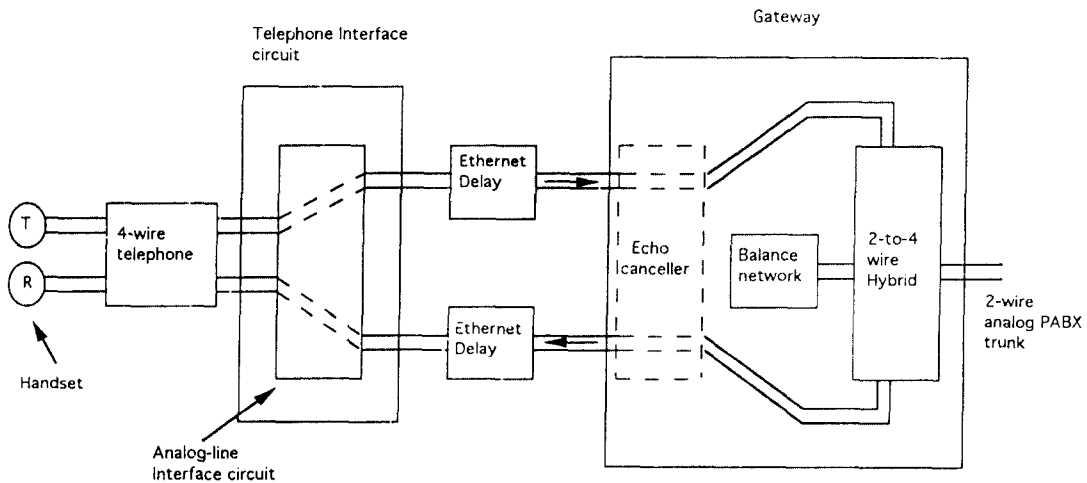 Gateway
Telephone Interface
circuit
Ethernet
Delay
T
4-wire
telephone
2-to-4
wire
Hybrid
Echo
canceller
Balance
network
R
2-wire
analog PABX
trunk
Ethernet
Delay
Handset
Analog-line
Interface circuit